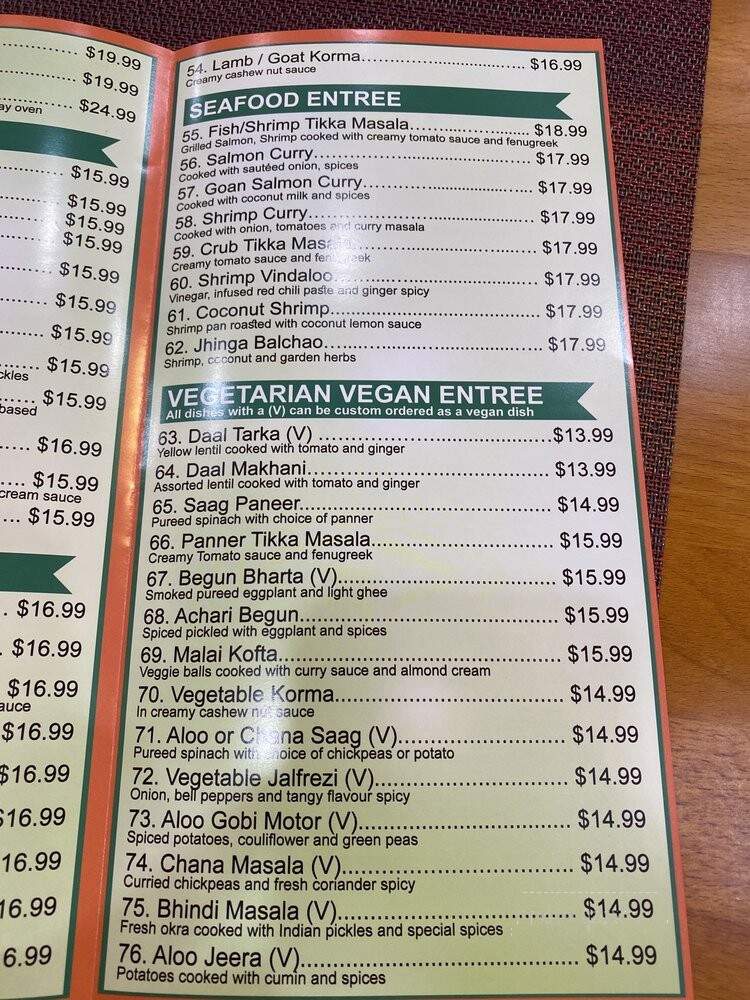 $19.99
$19.99
ay oven $24.99
$15.99
$15.99
$15.99
$15.99
$15.99
$15.99
$15.99
$15.99
ckles
$15.99
based
$16.99
$15.99
cream sauce
$15.99
$16.99
$16.99
$16.99
auce
$16.99
$16.99
$16.99
16.99
16.99
6.99
54. Lamb / Goat Korma $16.99
Creamy cashew nut sauce
SEAFOOD ENTREE
55. Fish/Shrimp Tikka Masala $18.99
Grilled Salmon, Shrimp cooked with creamy tomato sauce and fenugreek
56. Salmon Curry $17.99
Cooked with sautéed onion, spices
57. Goan Salmon Curry $17.99
Cooked with coconut milk and spices
58. Shrimp Curry $17.99
Cooked with onion, tomatoes and curry masala
59. Crub Tikka Masala $17.99
Creamy tomato sauce and fenugreek
60. Shrimp Vindaloo $17.99
Vinegar, infused red chili paste and ginger spicy
61. Coconut Shrimp $17.99
Shrimp pan roasted with coconut lemon sauce
62. Jhinga Balchao $17.99
Shrimp, coconut and garden herbs
VEGETARIAN VEGAN ENTREE
All dishes with a (V) can be custom ordered as a vegan dish
63. Daal Tarka (V) $13.99
Yellow lentil cooked with tomato and ginger
64. Daal Makhani $13.99
Assorted lentil cooked with tomato and ginger
65. Saag Paneer $14.99
Pureed spinach with choice of panner
66. Panner Tikka Masala $15.99
Creamy Tomato sauce and fenugreek
67. Begun Bharta (V) $15.99
Smoked pureed eggplant and light ghee
68. Achari Begun $15.99
Spiced pickled with eggplant and spices
69. Malai Kofta $15.99
Veggie balls cooked with curry sauce and almond cream
70. Vegetable Korma $14.99
In creamy cashew nut sauce
71. Aloo or Chana Saag (V) $14.99
Pureed spinach with choice of chickpeas or potato
72. Vegetable Jalfrezi (V) $14.99
Onion, bell peppers and tangy flavour spicy
73. Aloo Gobi Motor (V) $14.99
Spiced potatoes, couliflower and green peas
74. Chana Masala (V) $14.99
Curried chickpeas and fresh coriander spicy
75. Bhindi Masala (V) $14.99
Fresh okra cooked with Indian pickles and special spices
76. Aloo Jeera (V) $14.99
Potatoes cooked with cumin and spices